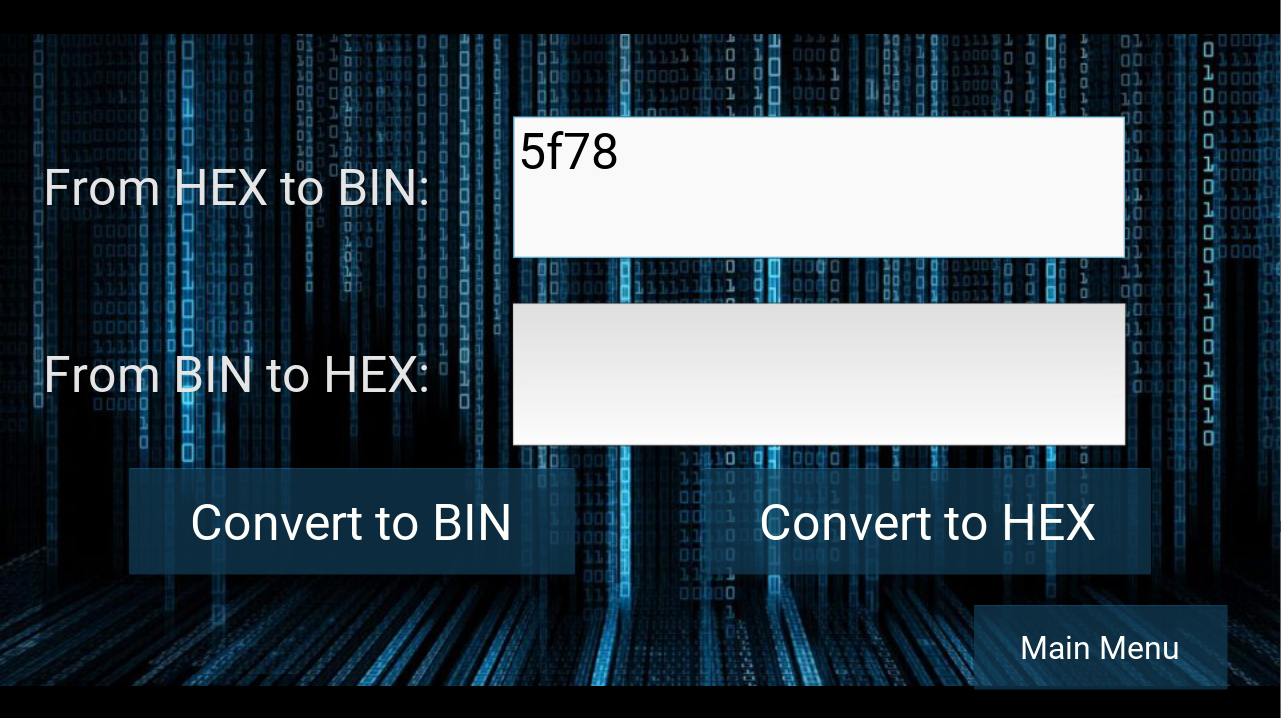 5f78
From HEX to BIN:
From BIN to HEX:
Convert to BIN
Convert to HEX
Main Menu